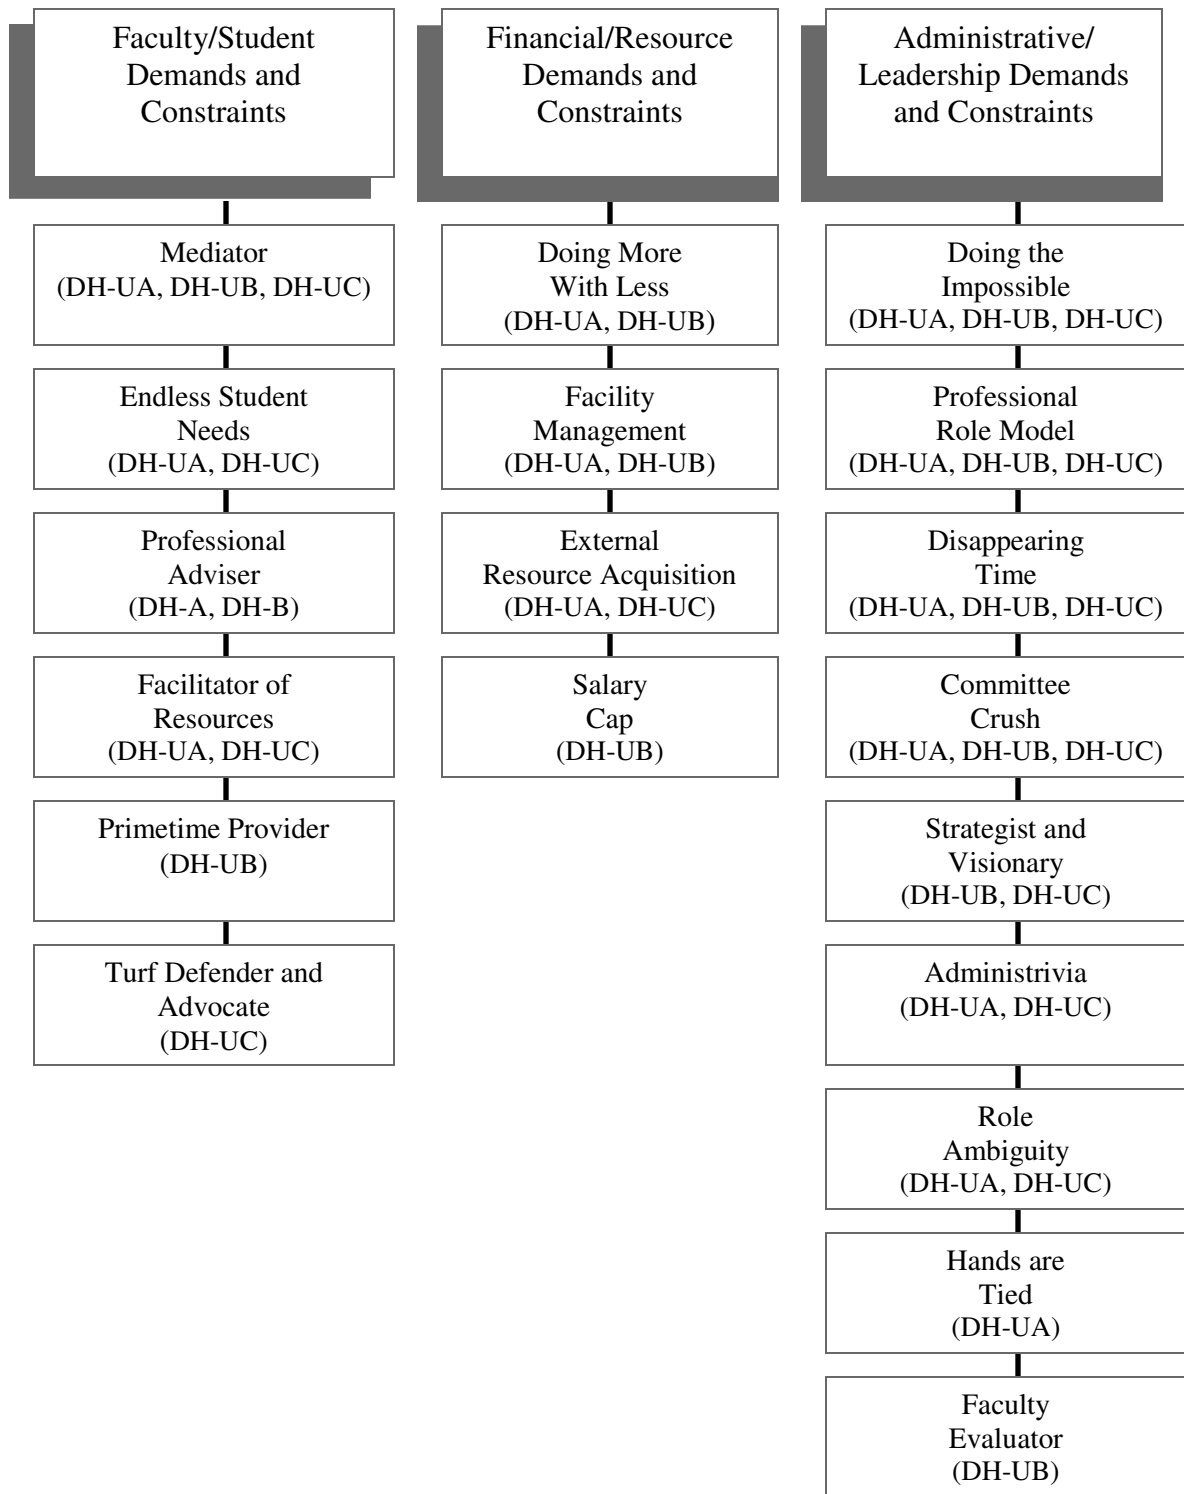 Faculty/Student
Demands and
Constraints
Mediator
(DH-UA, DH-UB, DH-UC)
Endless Student
Needs
(DH-UA, DH-UC)
Professional
Adviser
(DH-A, DH-B)
Facilitator of
Resources
(DH-UA, DH-UC)
Primetime Provider
(DH-UB)
Turf Defender and
Advocate
(DH-UC)
Financial/Resource
Demands and
Constraints
Doing More
With Less
(DH-UA, DH-UB)
Facility
Management
(DH-UA, DH-UB)
External
Resource Acquisition
(DH-UA, DH-UC)
Salary
Cap
(DH-UB)
Administrative/
Leadership Demands
and Constraints
Doing the
Impossible
(DH-UA, DH-UB, DH-UC)
Professional
Role Model
(DH-UA, DH-UB, DH-UC)
Disappearing
Time
(DH-UA, DH-UB, DH-UC)
Committee
Crush
(DH-UA, DH-UB, DH-UC)
Strategist and
Visionary
(DH-UB, DH-UC)
Administrivia
(DH-UA, DH-UC)
Role
Ambiguity
(DH-UA, DH-UC)
Hands are
Tied
(DH-UA)
Faculty
Evaluator
(DH-UB)